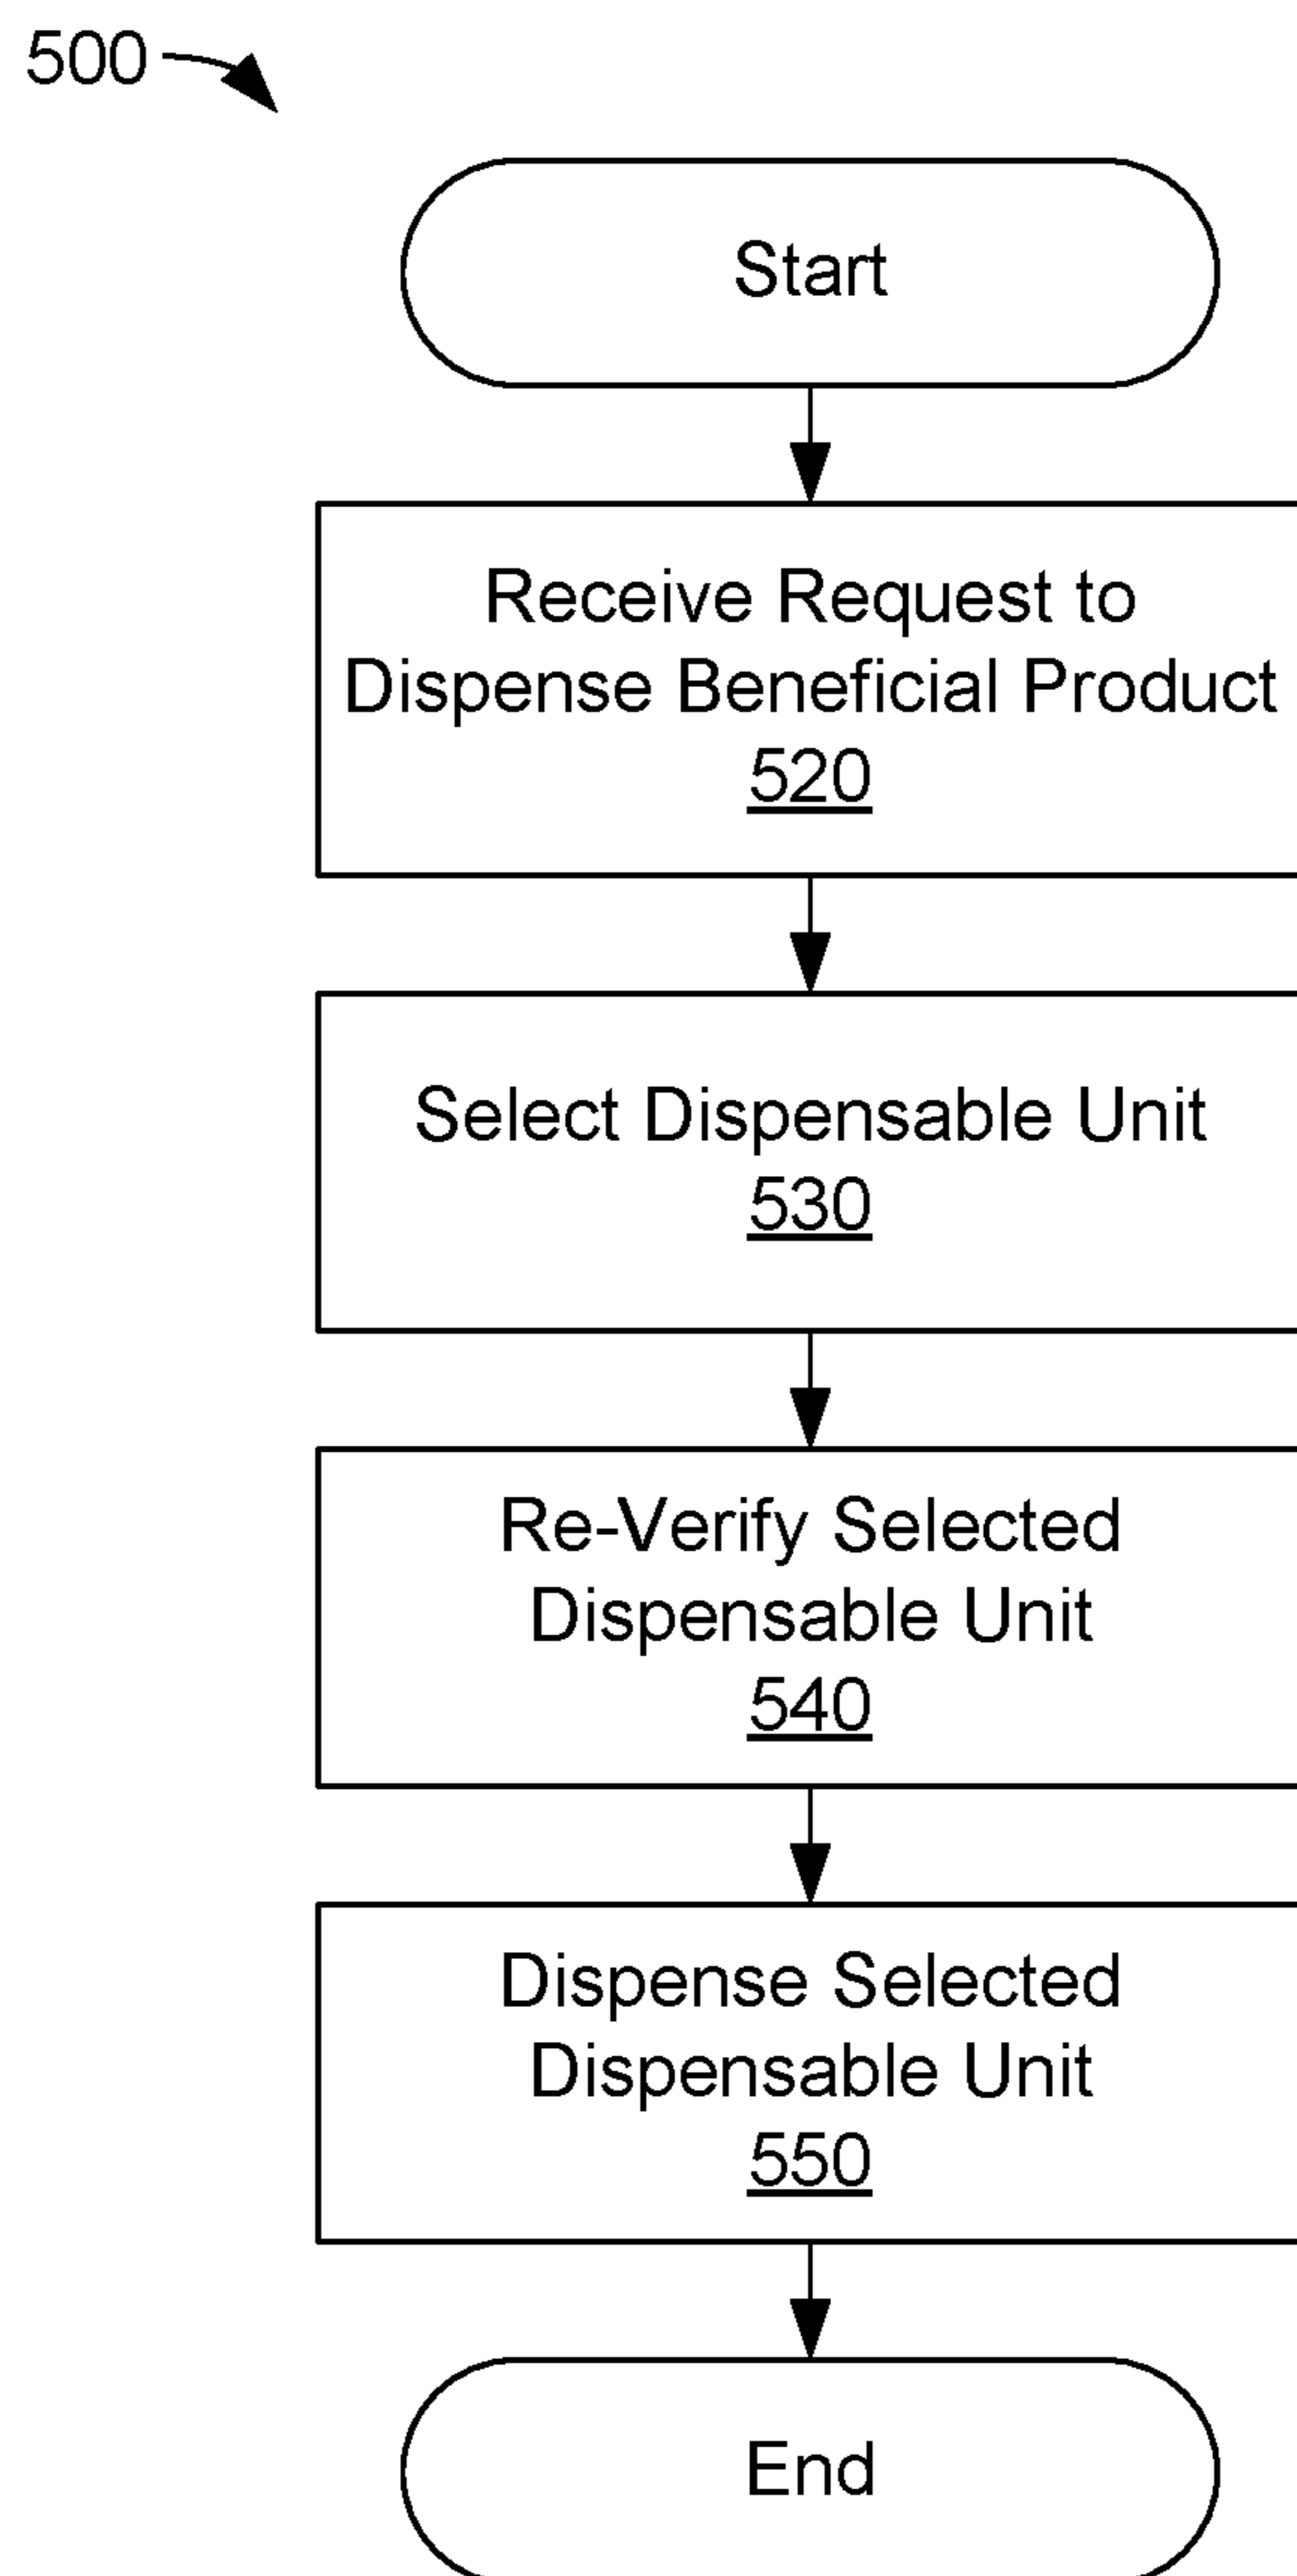 500
Start
Receive Request to
Dispense Beneficial Product
520
Select Dispensable Unit
530
Re-Verify Selected
Dispensable Unit
540
Dispense Selected
Dispensable Unit
550
End